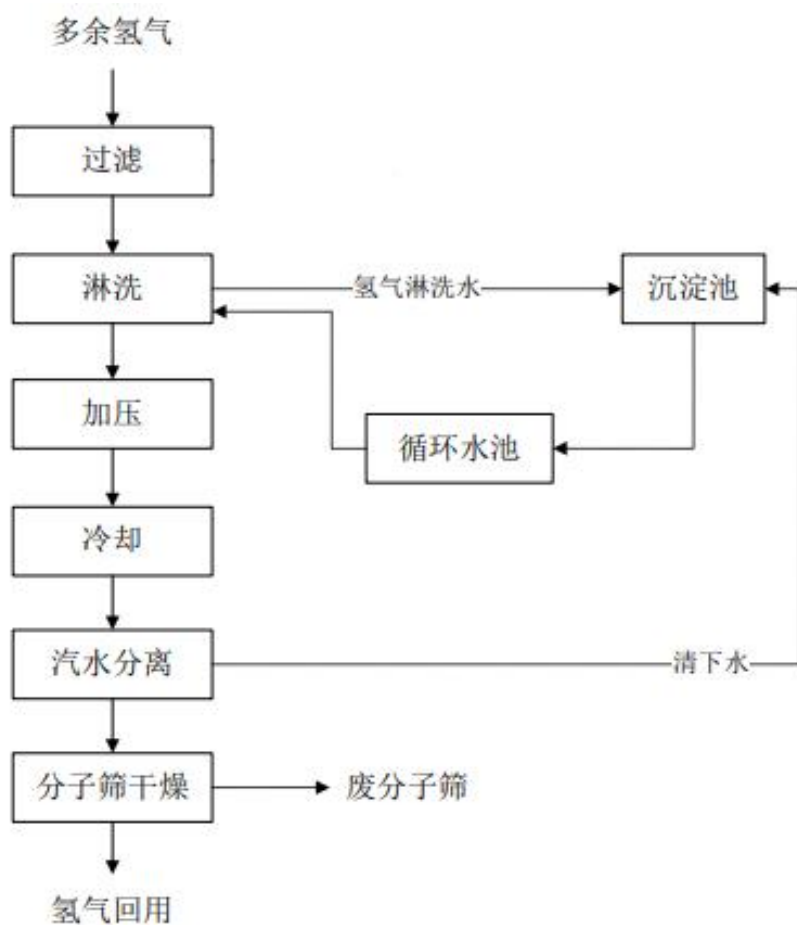 多余氢气
过滤
淋洗
氢气淋洗水
沉淀池
加压
循环水池
冷却
汽水分离
清下水
分子筛干燥
废分子筛
氢气回用